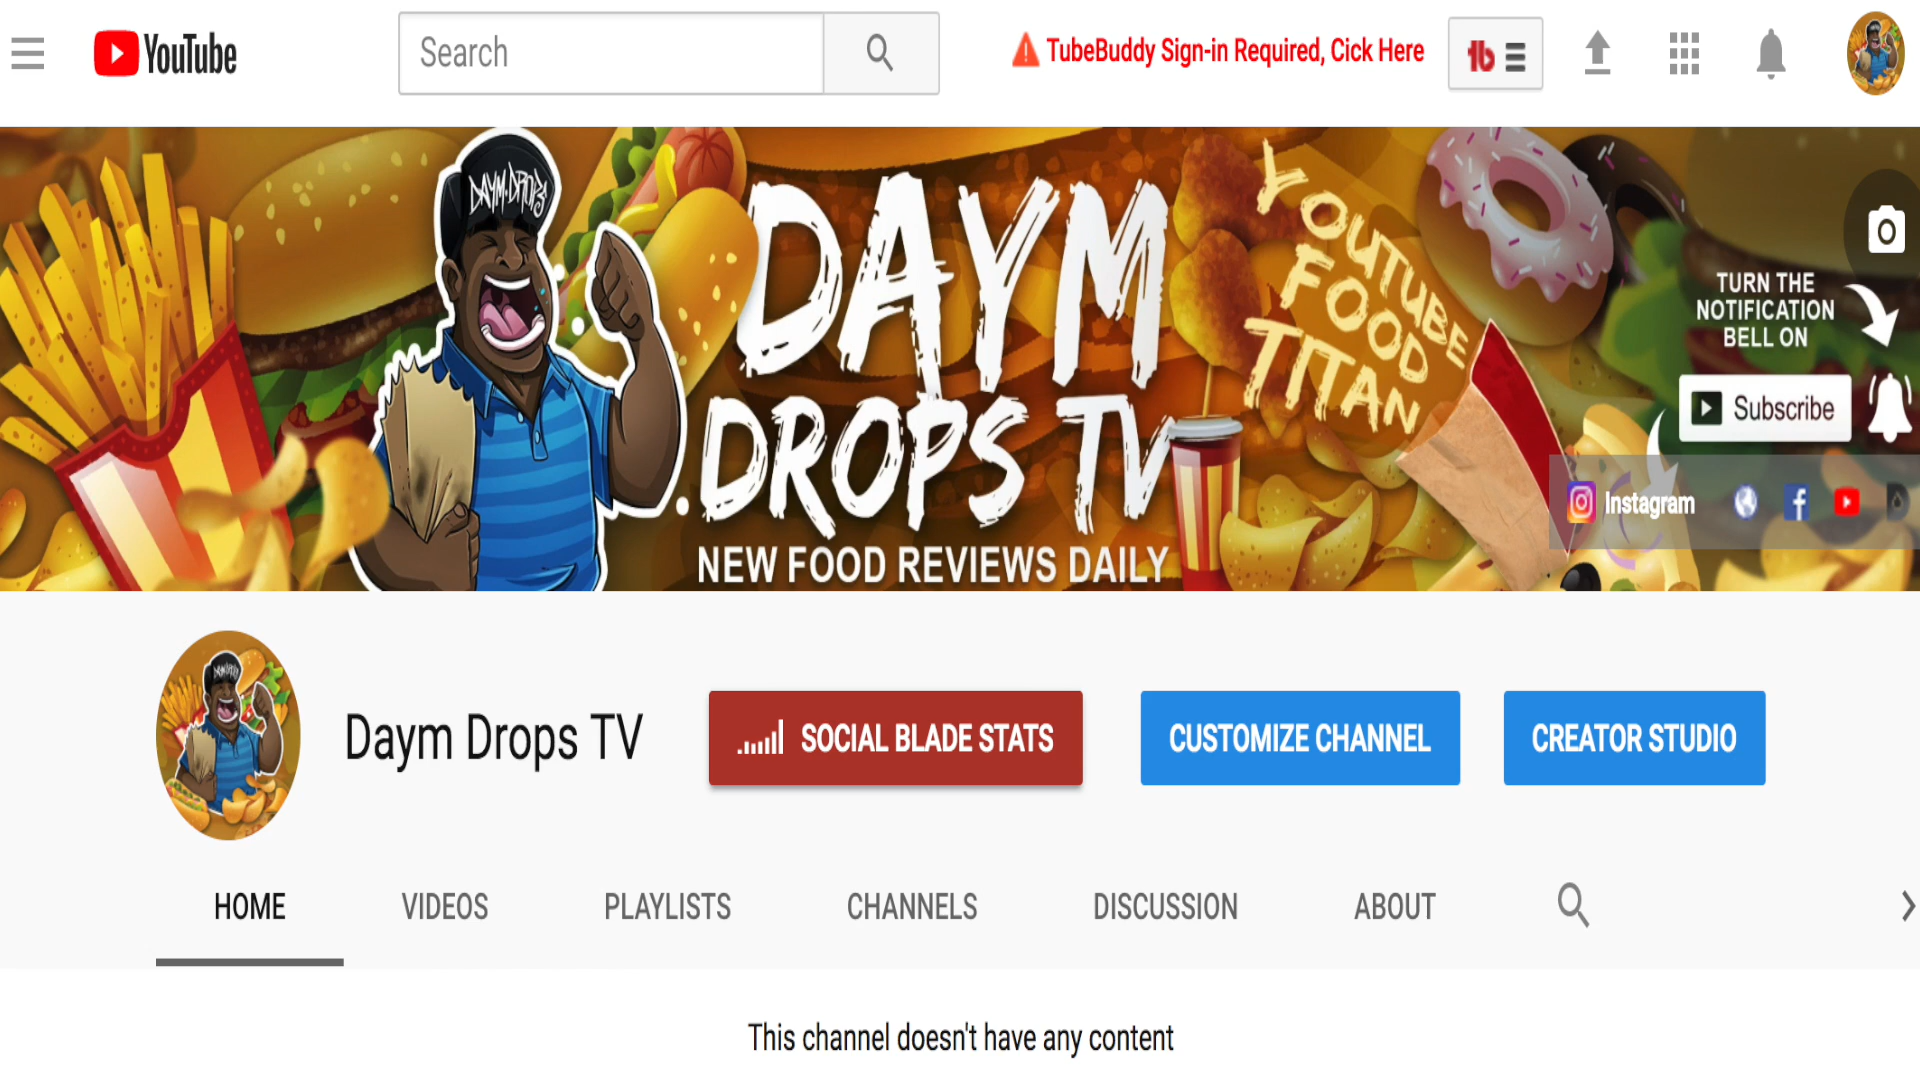 YouTube
Search
TubeBuddy Sign-in Required, Cick Here
tb
DAYM.DROPS
DAYM
.DROPS TV
NEW FOOD REVIEWS DAILY
YOUTUBE
FOOD
TITAN
TURN THE
NOTIFICATION
BELL ON
Subscribe
Instagram
Daym Drops TV
SOCIAL BLADE STATS
CUSTOMIZE CHANNEL
CREATOR STUDIO
HOME
VIDEOS
PLAYLISTS
CHANNELS
DISCUSSION
ABOUT
This channel doesn't have any content